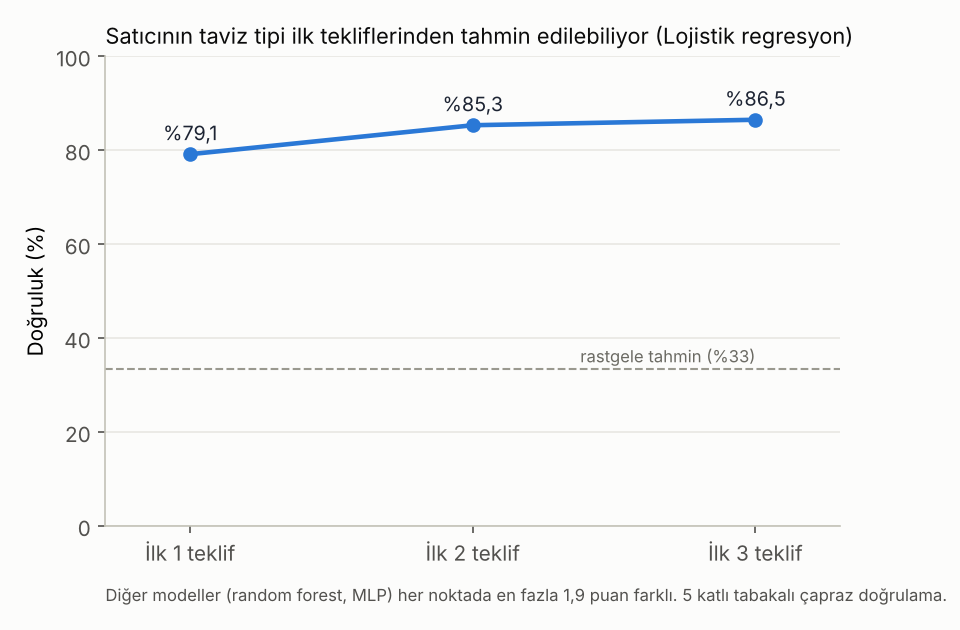 Satıcının taviz tipi ilk tekliflerinden tahmin edilebiliyor (Lojistik regresyon)
100
80
60
40
20
0
Doğruluk (%)
%79,1
%85,3
%86,5
rastgele tahmin (%33)
İlk 1 teklif
İlk 2 teklif
İlk 3 teklif
Diğer modeller (random forest, MLP) her noktada en fazla 1,9 puan farklı. 5 katlı tabakalı çapraz doğrulama.